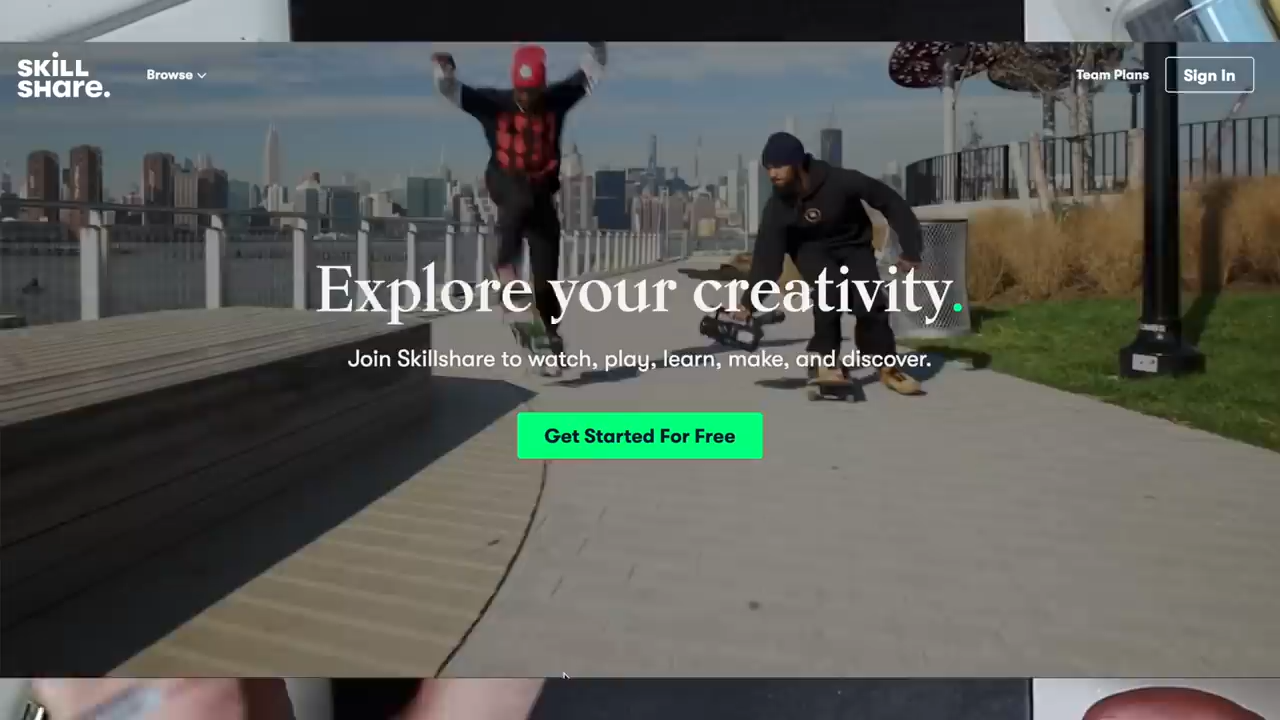 SKILL
SHare.
Browse
Team Plans
Sign In
Explore your creativity.
Join Skillshare to watch, play, learn, make, and discover.
Get Started For Free